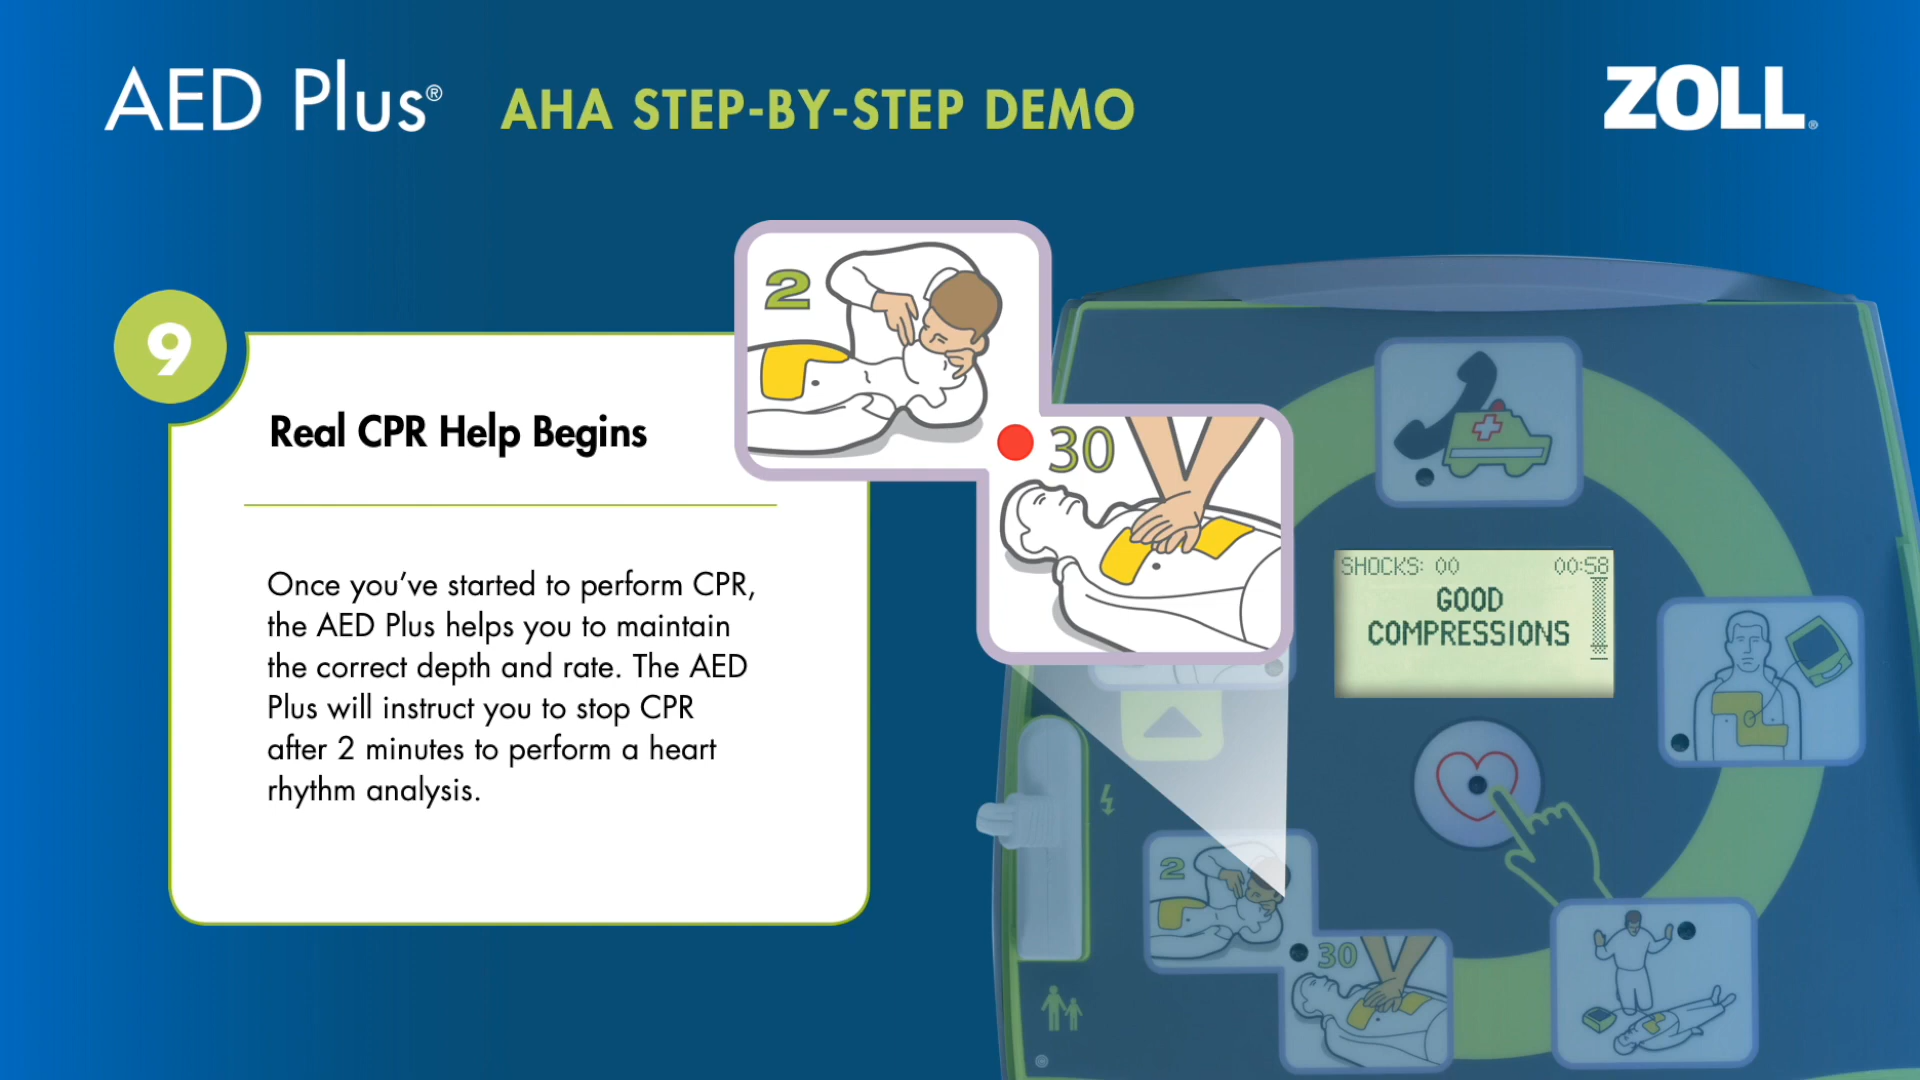 AED Plus® AHA STEP-BY-STEP DEMO
ZOLL®
9
Real CPR Help Begins
Once you've started to perform CPR,
the AED Plus helps you to maintain
the correct depth and rate. The AED
Plus will instruct you to stop CPR
after 2 minutes to perform a heart
rhythm analysis.
2
30
SHOCKS: 00 00:58
GOOD
COMPRESSIONS
2
30